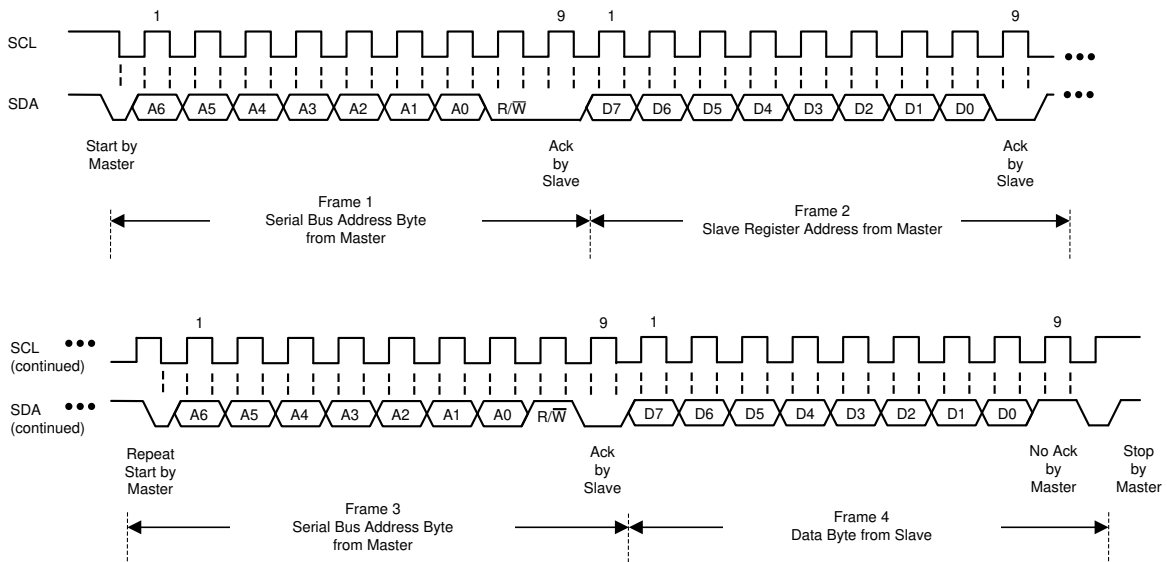 1 9 1 9
SCL
SDA A6 A5 A4 A3 A2 A1 A0 R/W̅ D7 D6 D5 D4 D3 D2 D1 D0
Start by
Master
Ack
by
Slave
Ack
by
Slave
Frame 1
Serial Bus Address Byte
from Master
Frame 2
Slave Register Address from Master
1 9 1 9
SCL
(continued)
SDA
(continued)
A6 A5 A4 A3 A2 A1 A0 R/W̅ D7 D6 D5 D4 D3 D2 D1 D0
Repeat
Start by
Master
Ack
by
Slave
No Ack
by
Master
Stop
by
Master
Frame 3
Serial Bus Address Byte
from Master
Frame 4
Data Byte from Slave